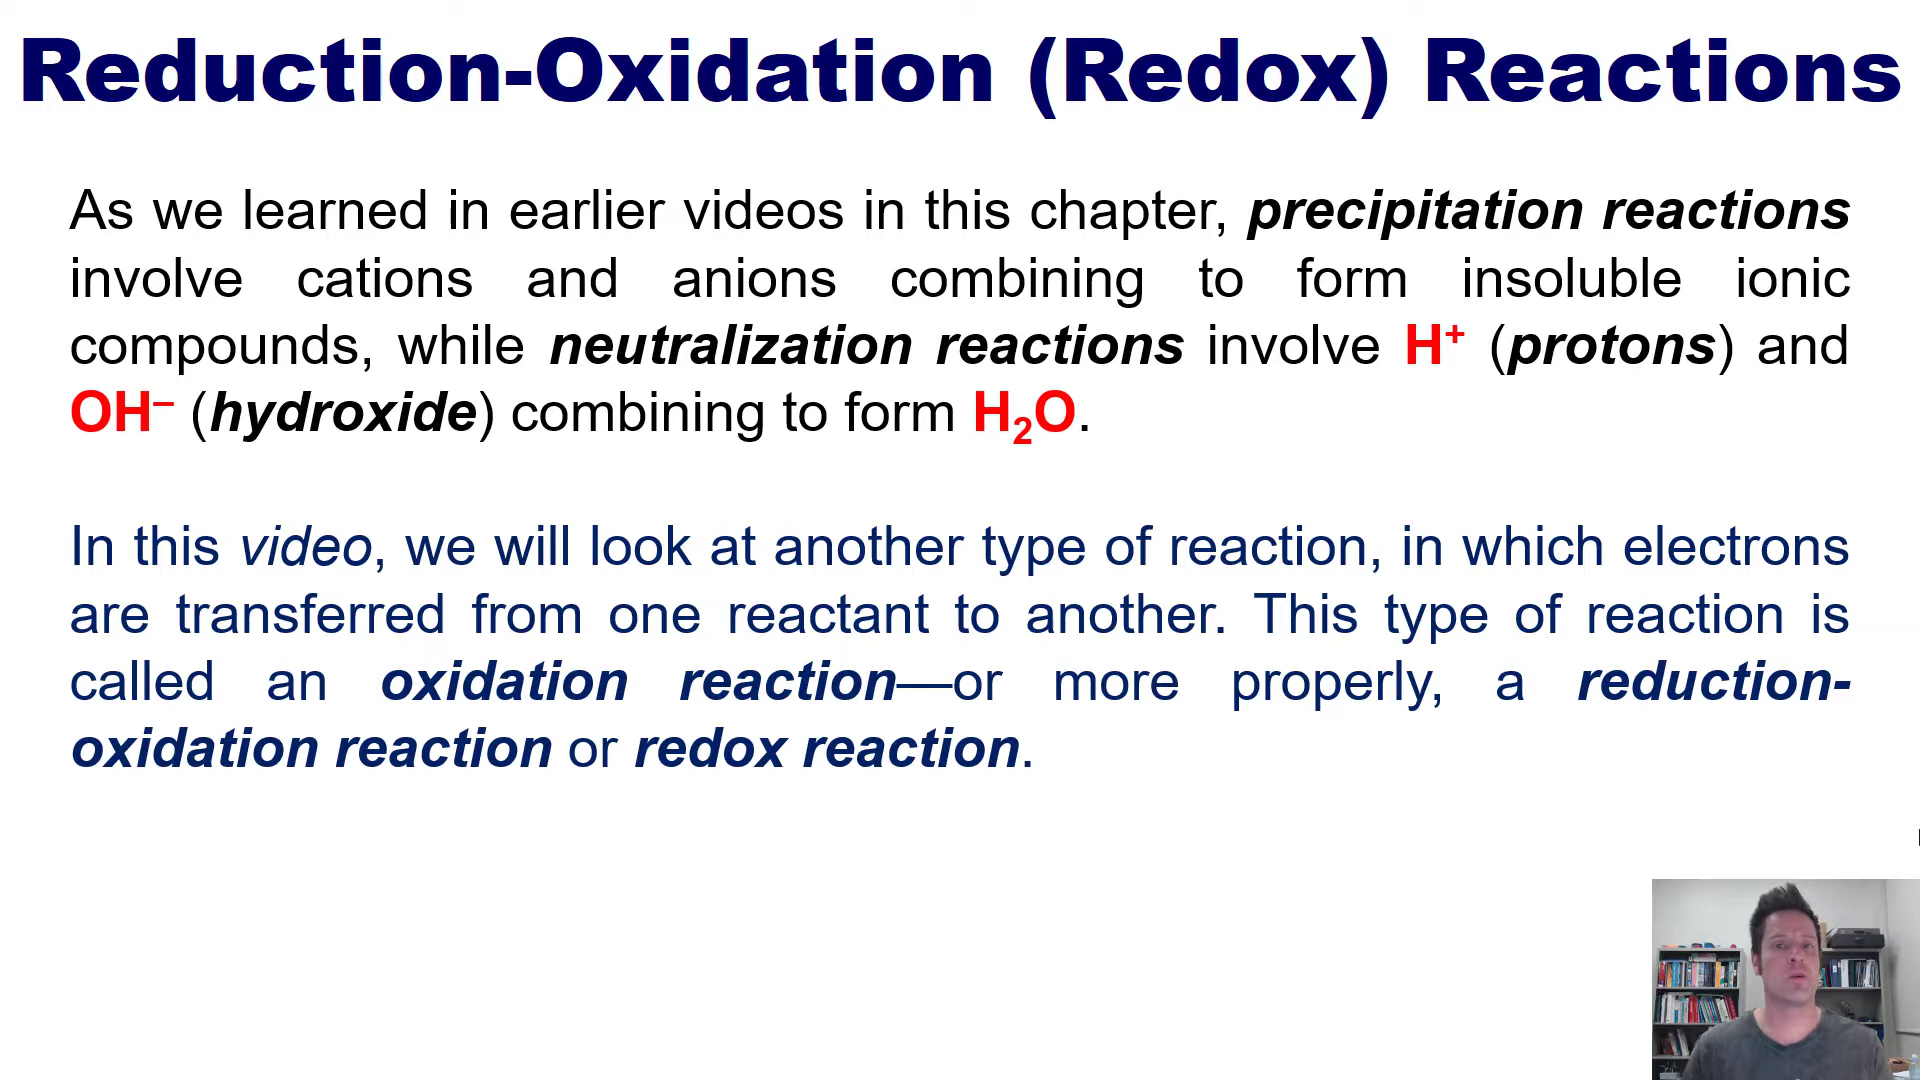 Reduction-Oxidation (Redox) Reactions
As we learned in earlier videos in this chapter, precipitation reactions
involve cations and anions combining to form insoluble ionic
compounds, while neutralization reactions involve H⁺ (protons) and
OH⁻ (hydroxide) combining to form H₂O.
In this video, we will look at another type of reaction, in which electrons
are transferred from one reactant to another. This type of reaction is
called an oxidation reaction—or more properly, a reduction-
oxidation reaction or redox reaction.